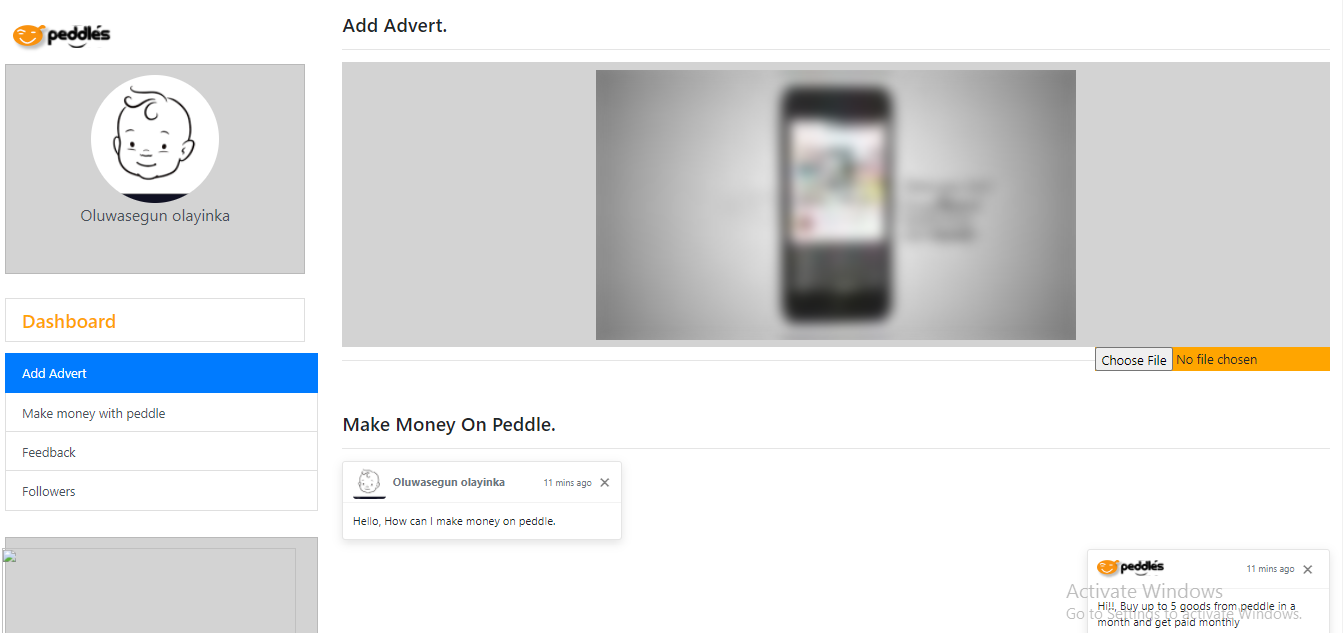 peddlés
Oluwasegun olayinka
Dashboard
Add Advert
Make money with peddle
Feedback
Followers
Add Advert.
Choose File No file chosen
Make Money On Peddle.
Oluwasegun olayinka 11 mins ago ×
Hello, How can I make money on peddle.
peddlés 11 mins ago ×
Hi!!, Buy up to 5 goods from peddle in a
month and get paid monthly
Activate Windows
Go to Settings to activate Windows.